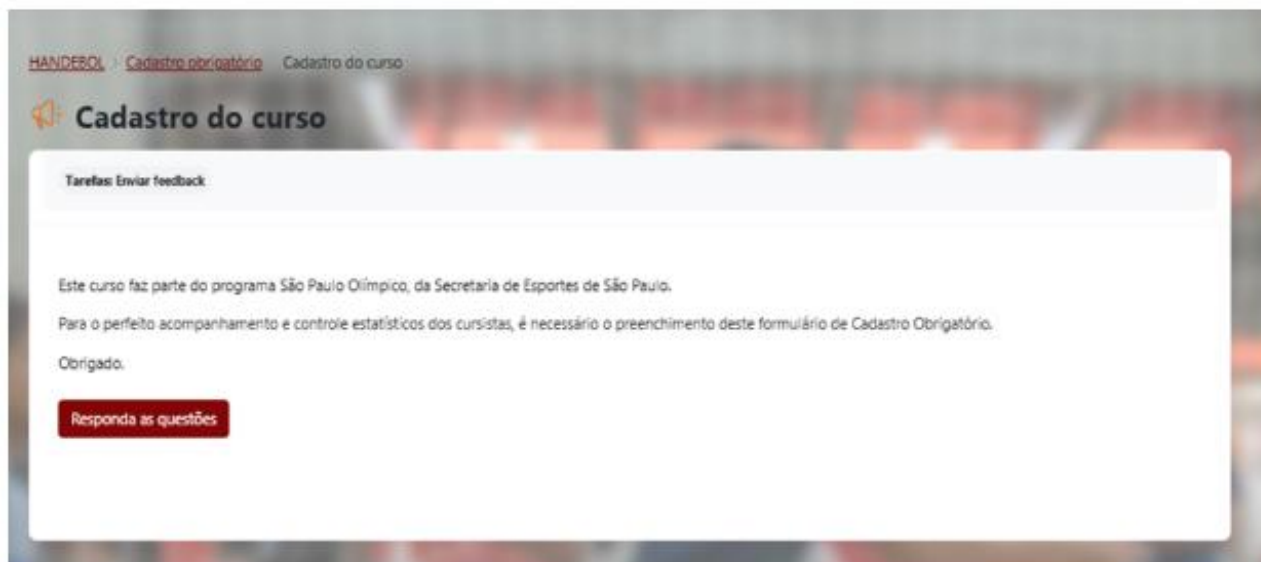 HANDEBOL Cadastro obrigatório Cadastro do curso
Cadastro do curso
Tarefas: Enviar feedback
Este curso faz parte do programa São Paulo Olímpico, da Secretaria de Esportes de São Paulo.
Para o perfeito acompanhamento e controle estatísticos dos cursistas, é necessário o preenchimento deste formulário de Cadastro Obrigatório.
Obrigado.
Responda as questões